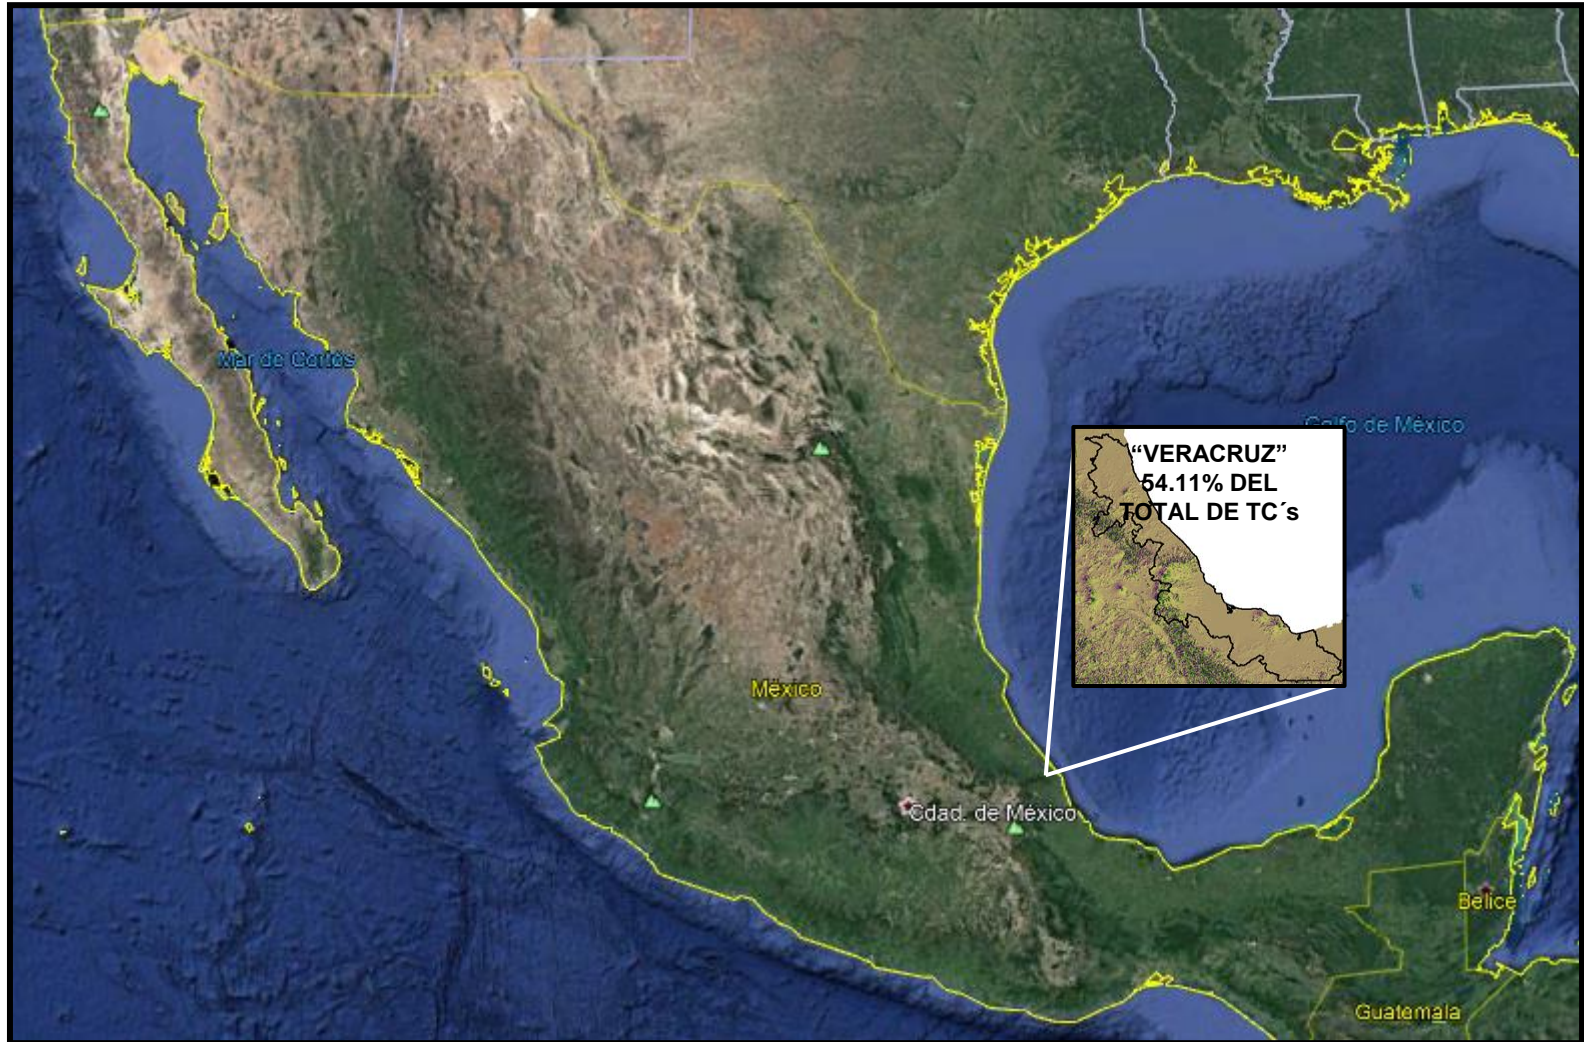 Mar de Cortés
Golfo de México
“VERACRUZ”
54.11% DEL
TOTAL DE TC´s
México
Cdad. de México
Belice
Guatemala